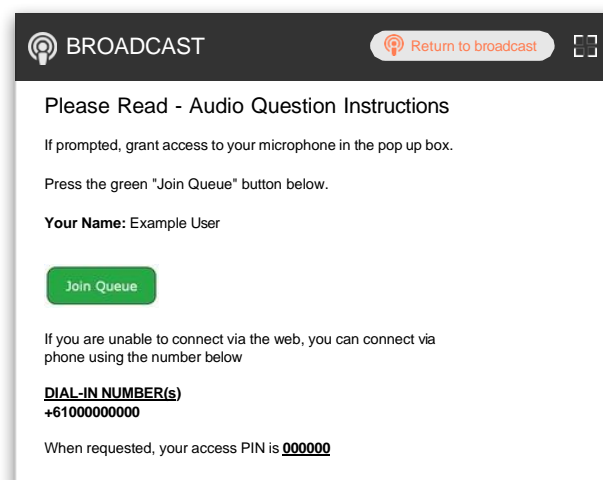 BROADCAST
Return to broadcast
Please Read - Audio Question Instructions
If prompted, grant access to your microphone in the pop up box.
Press the green "Join Queue" button below.
Your Name: Example User
Join Queue
If you are unable to connect via the web, you can connect via
phone using the number below
DIAL-IN NUMBER(s)
+61000000000
When requested, your access PIN is 000000